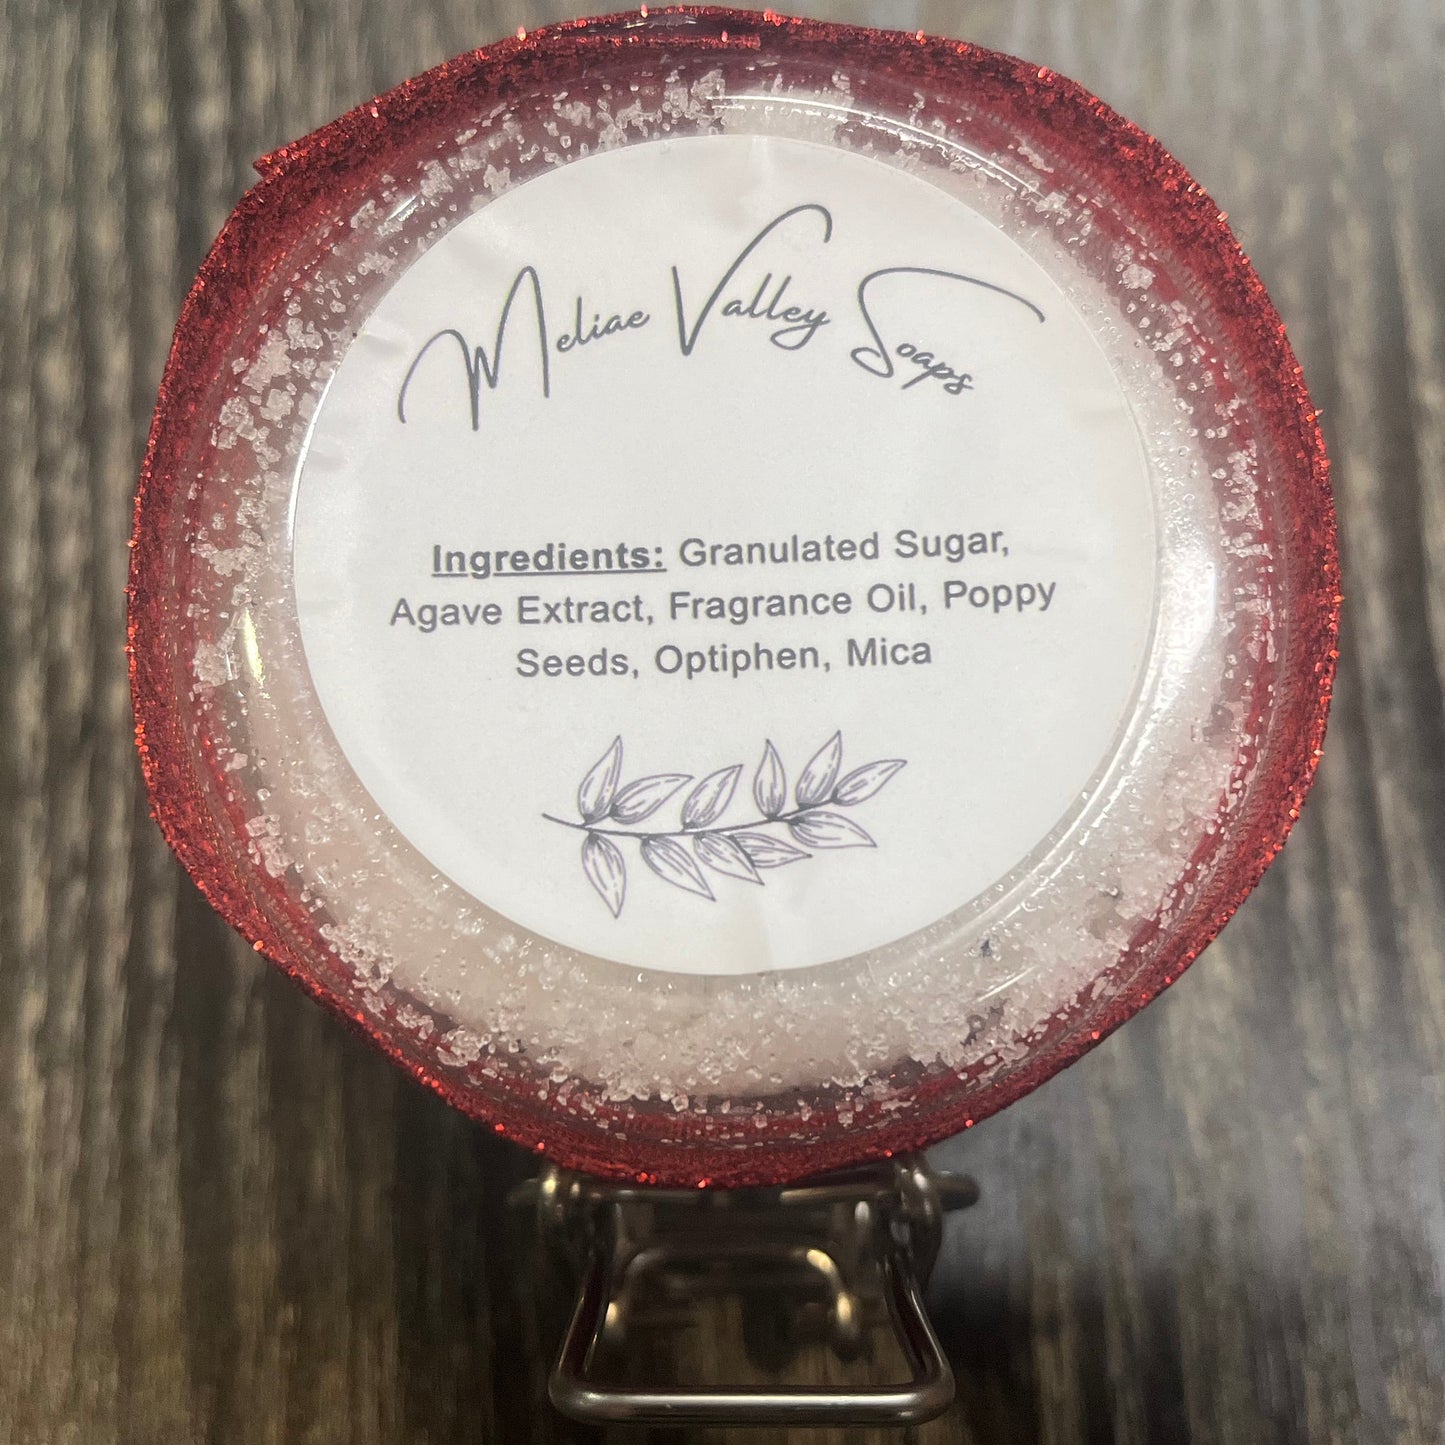 Meliae Valley Soaps
Ingredients: Granulated Sugar,
Agave Extract, Fragrance Oil, Poppy
Seeds, Optiphen, Mica